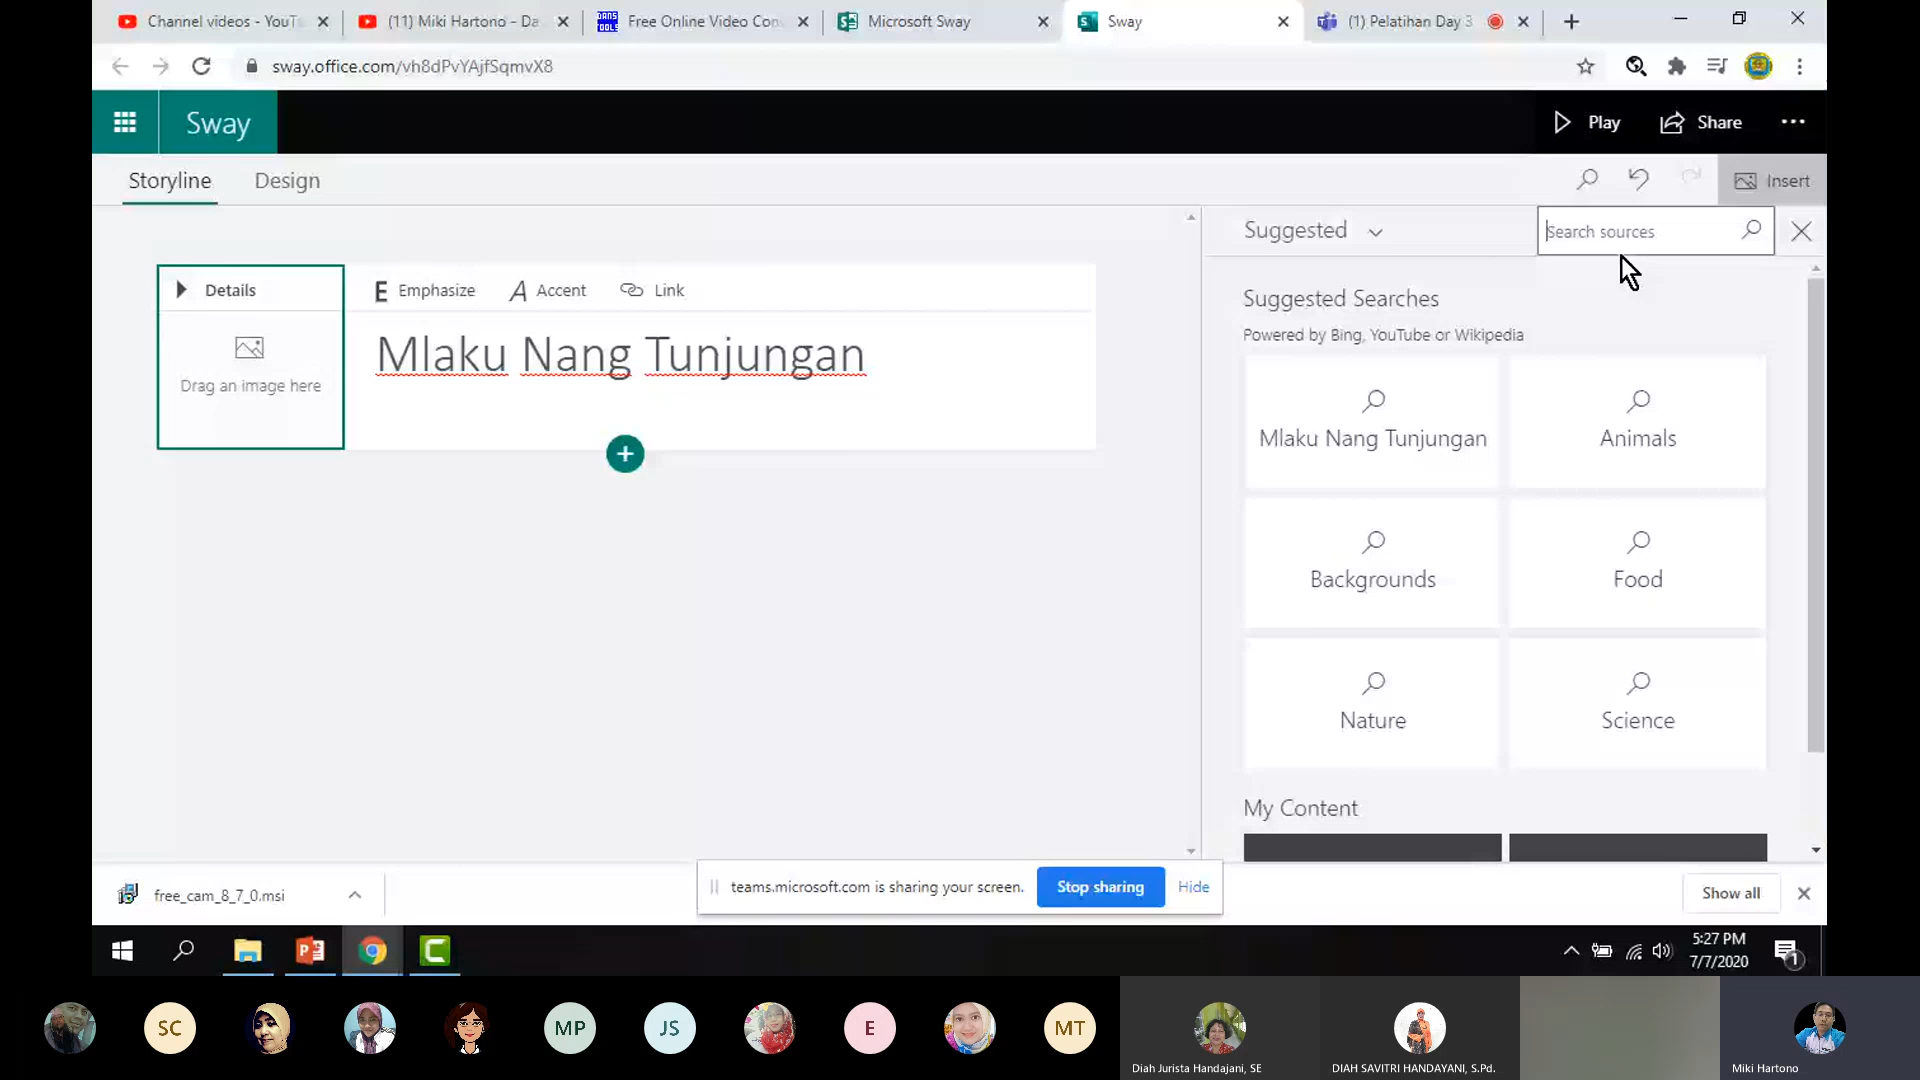 Channel videos - YouT
(11) Miki Hartono - Da
DANS TOOLS
Free Online Video Con
Microsoft Sway
Sway
(1) Pelatihan Day 3
sway.office.com/vh8dPvYAjfSqmvX8
Sway
Play
Share
Storyline
Design
Insert
Suggested
Search sources
Details
E Emphasize
A Accent
Link
Mlaku Nang Tunjungan
Drag an image here
Suggested Searches
Powered by Bing, YouTube or Wikipedia
Mlaku Nang Tunjungan
Animals
Backgrounds
Food
Nature
Science
My Content
free_cam_8_7_0.msi
teams.microsoft.com is sharing your screen.
Stop sharing
Hide
Show all
5:27 PM
7/7/2020
1
SC
MP
JS
E
MT
Diah Jurista Handajani, SE
DIAH SAVITRI HANDAYANI, S.Pd.
Miki Hartono